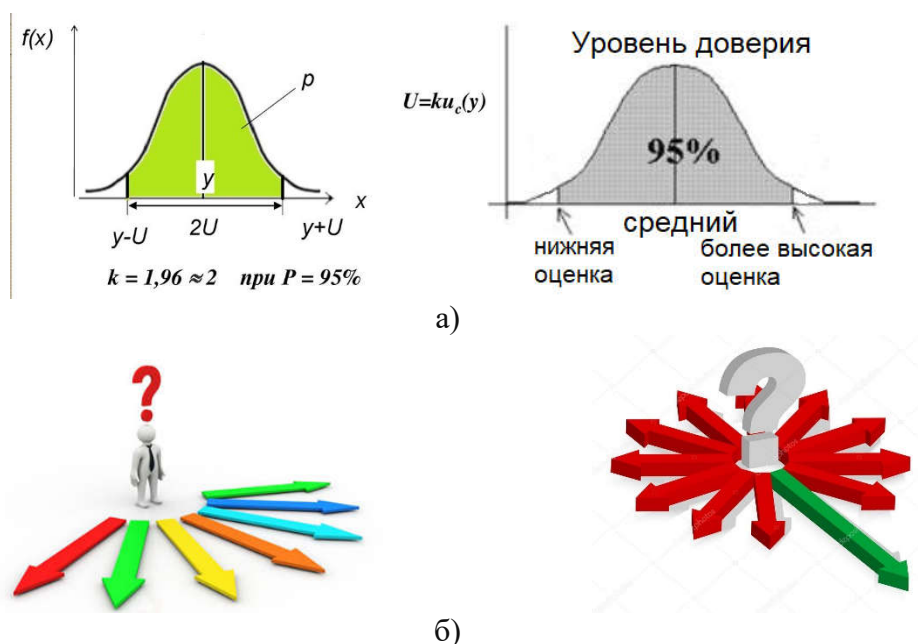 f(x)
p
y
x
y-U
2U
y+U
k = 1,96 ≈ 2 при P = 95%
Уровень доверия
U=ku_c(y)
95%
средний
нижняя
оценка
более высокая
оценка
а)
?
?
б)